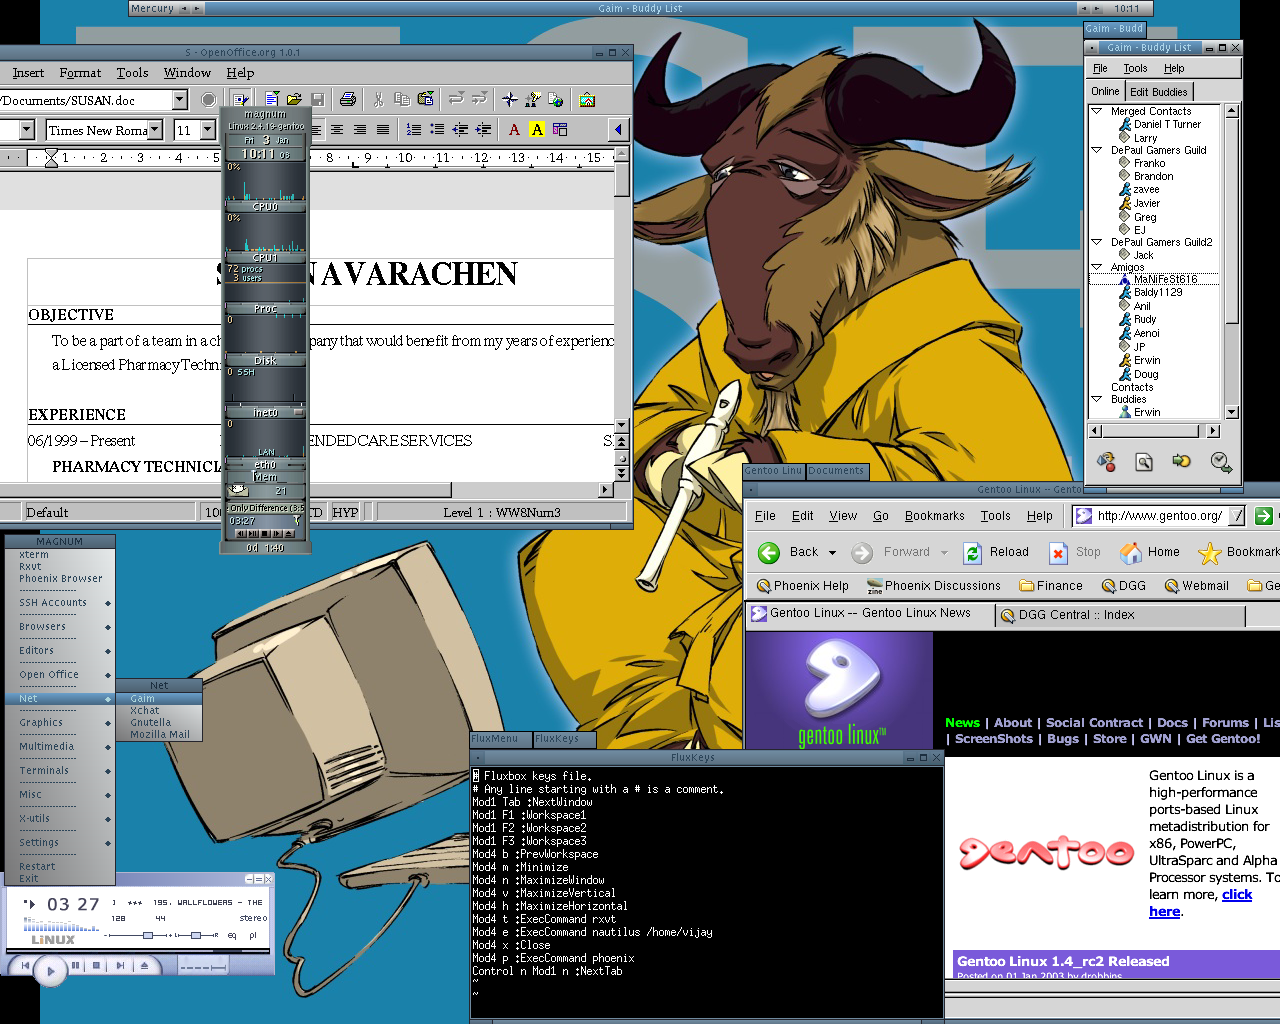 Mercury
Gaim - Buddy List
10:11
S - OpenOffice.org 1.0.1
Insert Format Tools Window Help
/Documents/SUSAN.doc
Times New Roma 11
1 2 3 4 5 8 9 10 11 12 13 14 15
OBJECTIVE
To be a part of a team in a ch
pany that would benefit from my years of experienc
a Licensed Pharmacy Techni
EXPERIENCE
06/1999 – Present
ENDED CARE SERVICES
PHARMACY TECHNICIA
Default 100 HYP Level 1 : WW8Num3
magnum
Linux 2.4.19-gentoo
Fri 3 Jan
10:11 03
0%
CPU0
0%
CPU1
72 procs
3 users
Proc
0
Disk
0 SSH
inet0
0
LAN
eth0
Mem
21
e Only Difference (3:5
03:27
0d 1:40
Gaim - Budd
Gaim - Buddy List
File Tools Help
Online Edit Buddies
Merged Contacts
Daniel T Turner
Larry
DePaul Gamers Guild
Franko
Brandon
zavee
Javier
Greg
EJ
DePaul Gamers Guild2
Jack
Amigos
MaNiFeSt616
Baldy1129
Anil
Rudy
Aenoi
JP
Erwin
Doug
Contacts
Buddies
Erwin
MAGNUM
xterm
Rxvt
Phoenix Browser
SSH Accounts
Browsers
Editors
Open Office
Net
Graphics
Multimedia
Terminals
Misc
X-utils
Settings
Restart
Exit
Net
Gaim
Xchat
Gnutella
Mozilla Mail
03 27
*** 195. WALLFLOWERS - THE
128 44 stereo
LiNUX
L R eq pl
Gentoo Linu Documents
Gentoo Linux -- Gento
File Edit View Go Bookmarks Tools Help http://www.gentoo.org/
Back Forward Reload Stop Home Bookmark
Phoenix Help Phoenix Discussions Finance DGG Webmail Ge
Gentoo Linux -- Gentoo Linux News DGG Central :: Index
gentoo linux™
News | About | Social Contract | Docs | Forums | Lis
| ScreenShots | Bugs | Store | GWN | Get Gentoo!
gentoo
Gentoo Linux is a
high-performance
ports-based Linux
metadistribution for
x86, PowerPC,
UltraSparc and Alpha
Processor systems. To
learn more, click
here.
Gentoo Linux 1.4_rc2 Released
Posted on 01 Jan 2003 by drobbins
FluxMenu FluxKeys
FluxKeys
# Fluxbox keys file.
# Any line starting with a # is a comment.
Mod1 Tab :NextWindow
Mod1 F1 :Workspace1
Mod1 F2 :Workspace2
Mod1 F3 :Workspace3
Mod4 b :PrevWorkspace
Mod4 m :Minimize
Mod4 n :MaximizeWindow
Mod4 v :MaximizeVertical
Mod4 h :MaximizeHorizontal
Mod4 t :ExecCommand rxvt
Mod4 e :ExecCommand nautilus /home/vijay
Mod4 x :Close
Mod4 p :ExecCommand phoenix
Control n Mod1 n :NextTab
~
~